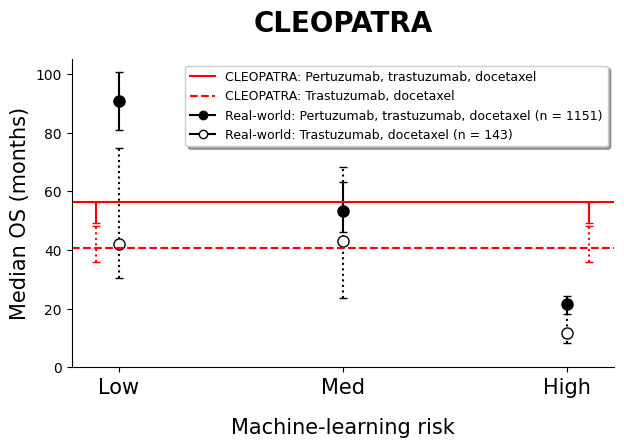 CLEOPATRA
CLEOPATRA: Pertuzumab, trastuzumab, docetaxel
CLEOPATRA: Trastuzumab, docetaxel
Real-world: Pertuzumab, trastuzumab, docetaxel (n = 1151)
Real-world: Trastuzumab, docetaxel (n = 143)
Median OS (months)
100
80
60
40
20
0
Low Med High
Machine-learning risk